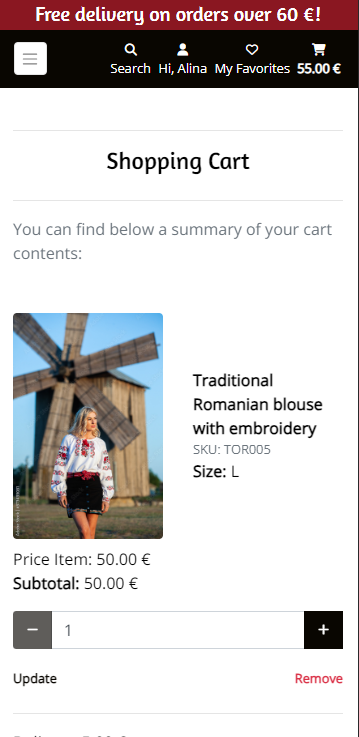 Free delivery on orders over 60 €!
Search
Hi, Alina
My Favorites
55.00 €
Shopping Cart
You can find below a summary of your cart
contents:
Traditional
Romanian blouse
with embroidery
SKU: TOR005
Size: L
Price Item: 50.00 €
Subtotal: 50.00 €
1
Update
Remove